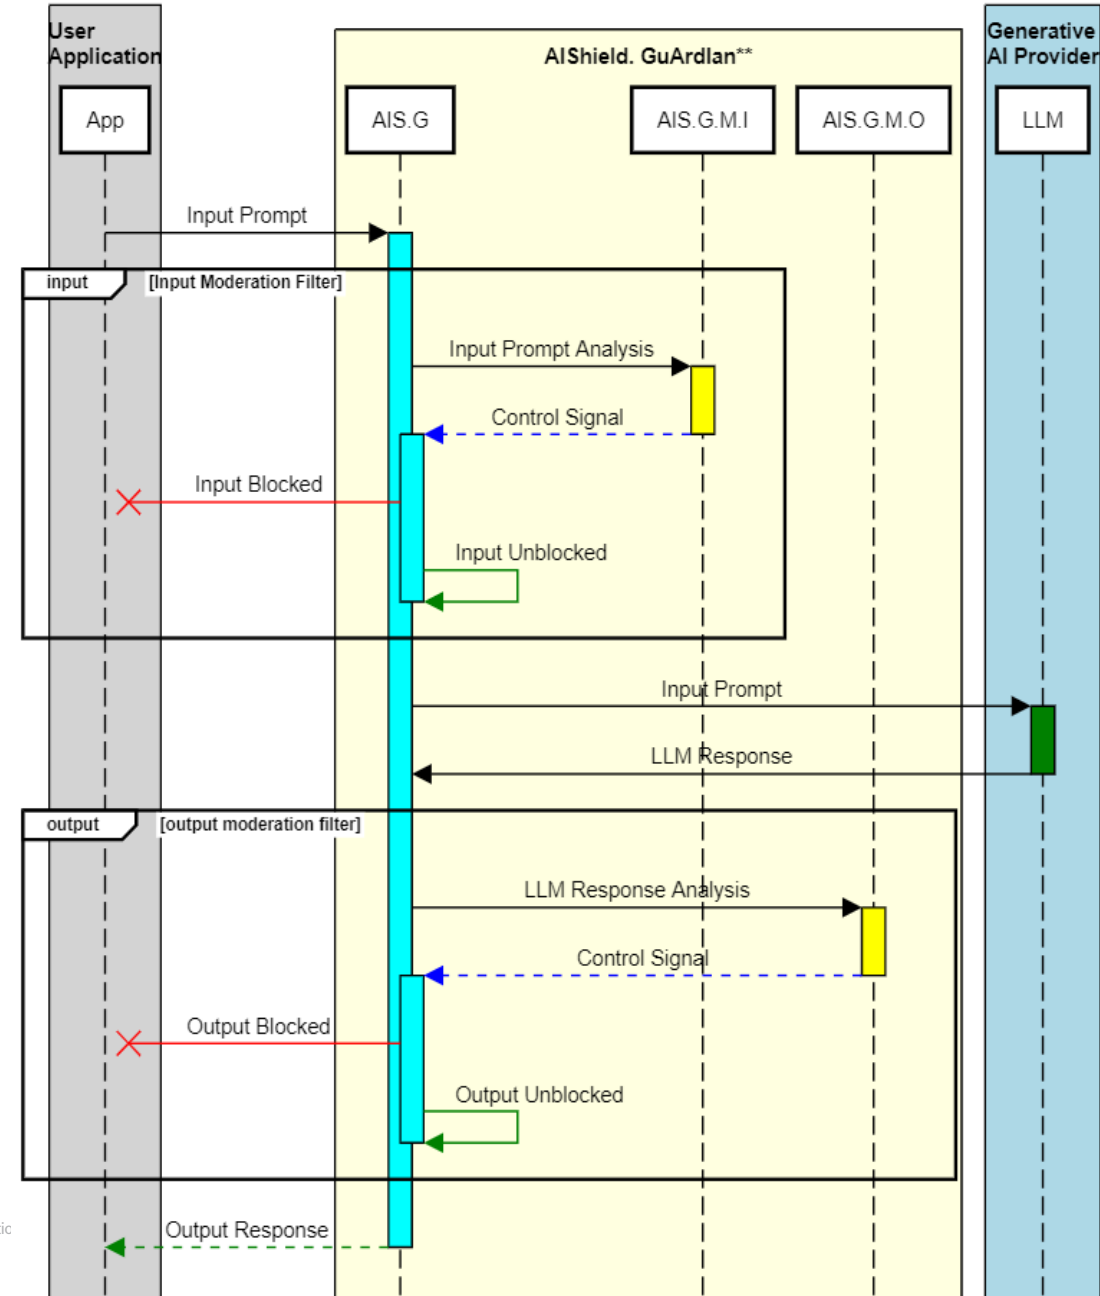 User
Application
AIShield. GuArdIan**
Generative
AI Provider
App
AIS.G
AIS.G.M.I
AIS.G.M.O
LLM
Input Prompt
input
[Input Moderation Filter]
Input Prompt Analysis
Control Signal
Input Blocked
Input Unblocked
Input Prompt
LLM Response
output
[output moderation filter]
LLM Response Analysis
Control Signal
Output Blocked
Output Unblocked
Output Response